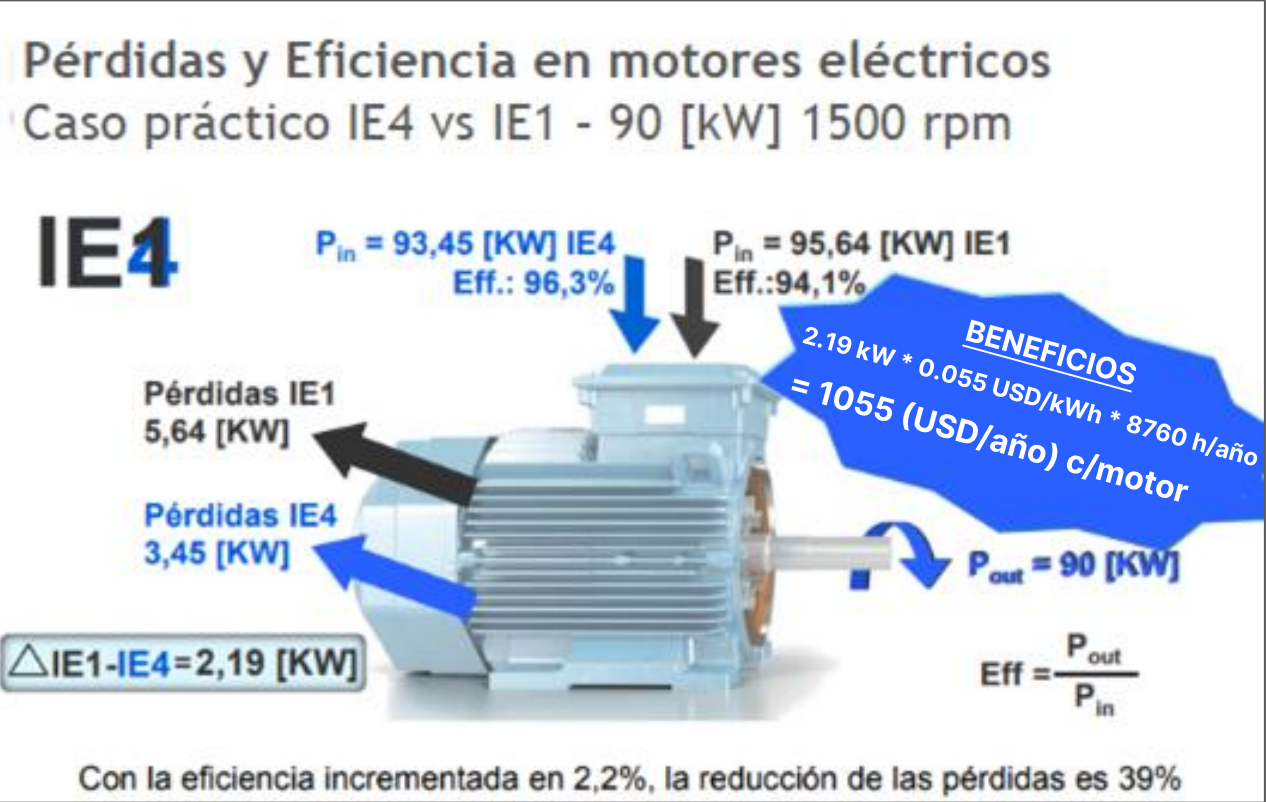 Pérdidas y Eficiencia en motores eléctricos
Caso práctico IE4 vs IE1 - 90 [kW] 1500 rpm
IE14
Pin = 93,45 [KW] IE4
Eff.: 96,3%
Pin = 95,64 [KW] IE1
Eff.:94,1%
BENEFICIOS
2.19 kW * 0.055 USD/kWh * 8760 h/año
= 1055 (USD/año) c/motor
Pérdidas IE1
5,64 [KW]
Pérdidas IE4
3,45 [KW]
Pout = 90 [KW]
△IE1-IE4=2,19 [KW]
Eff = Pout
Pin
Con la eficiencia incrementada en 2,2%, la reducción de las pérdidas es 39%